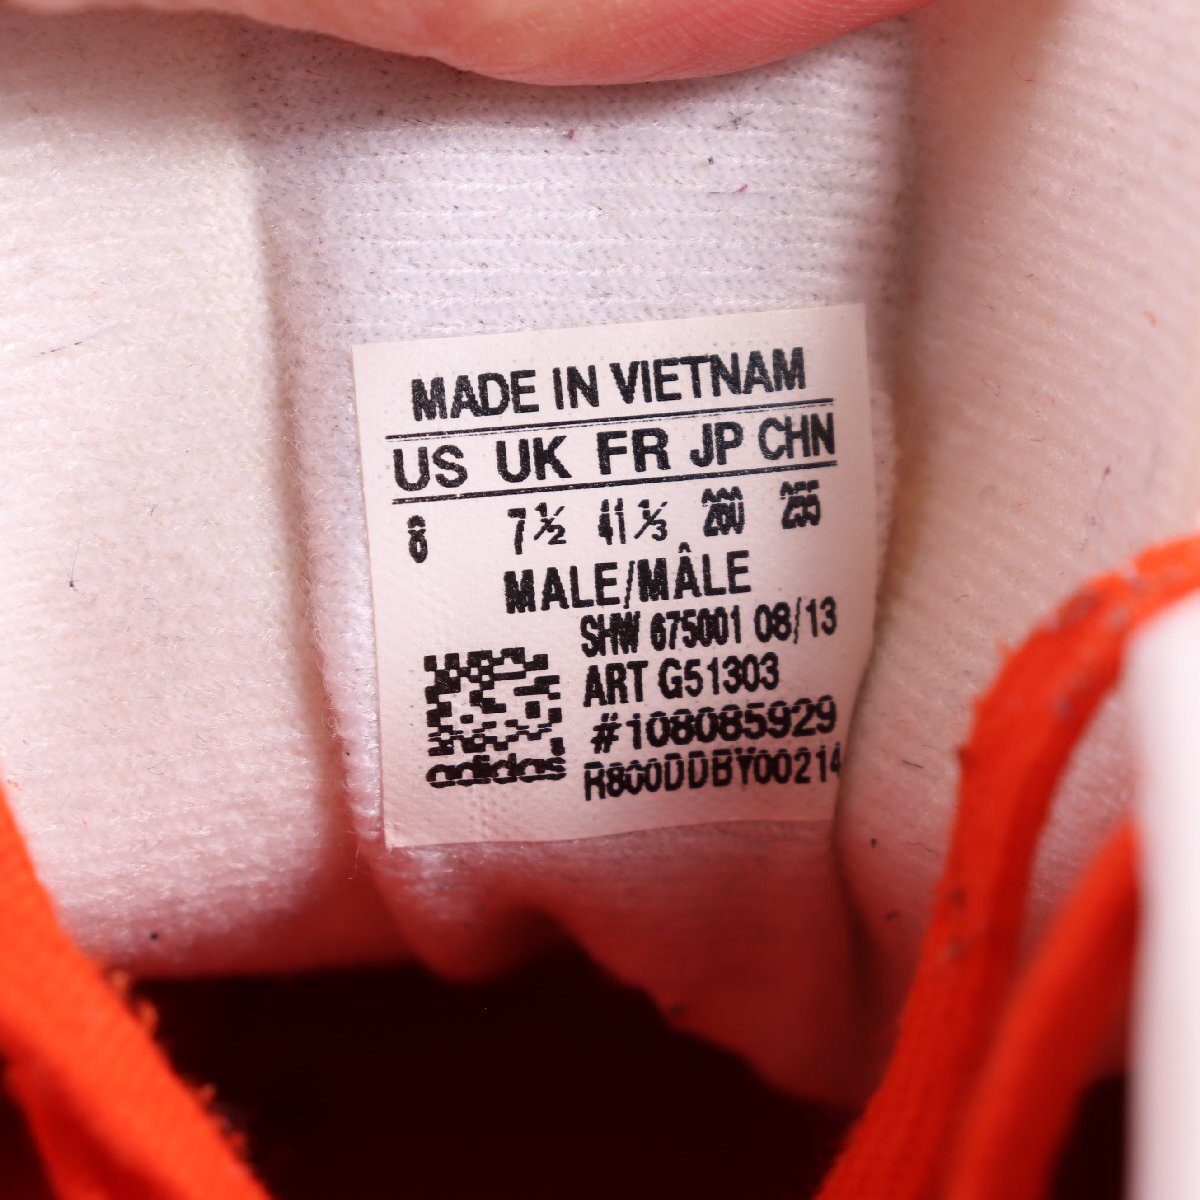 MADE IN VIETNAM
US UK FR JP CHN
8 7½ 41⅓ 260 255
MALE/MÂLE
SHW 675001 08/13
ART G51303
#108085929
adidas R800DDBY00214